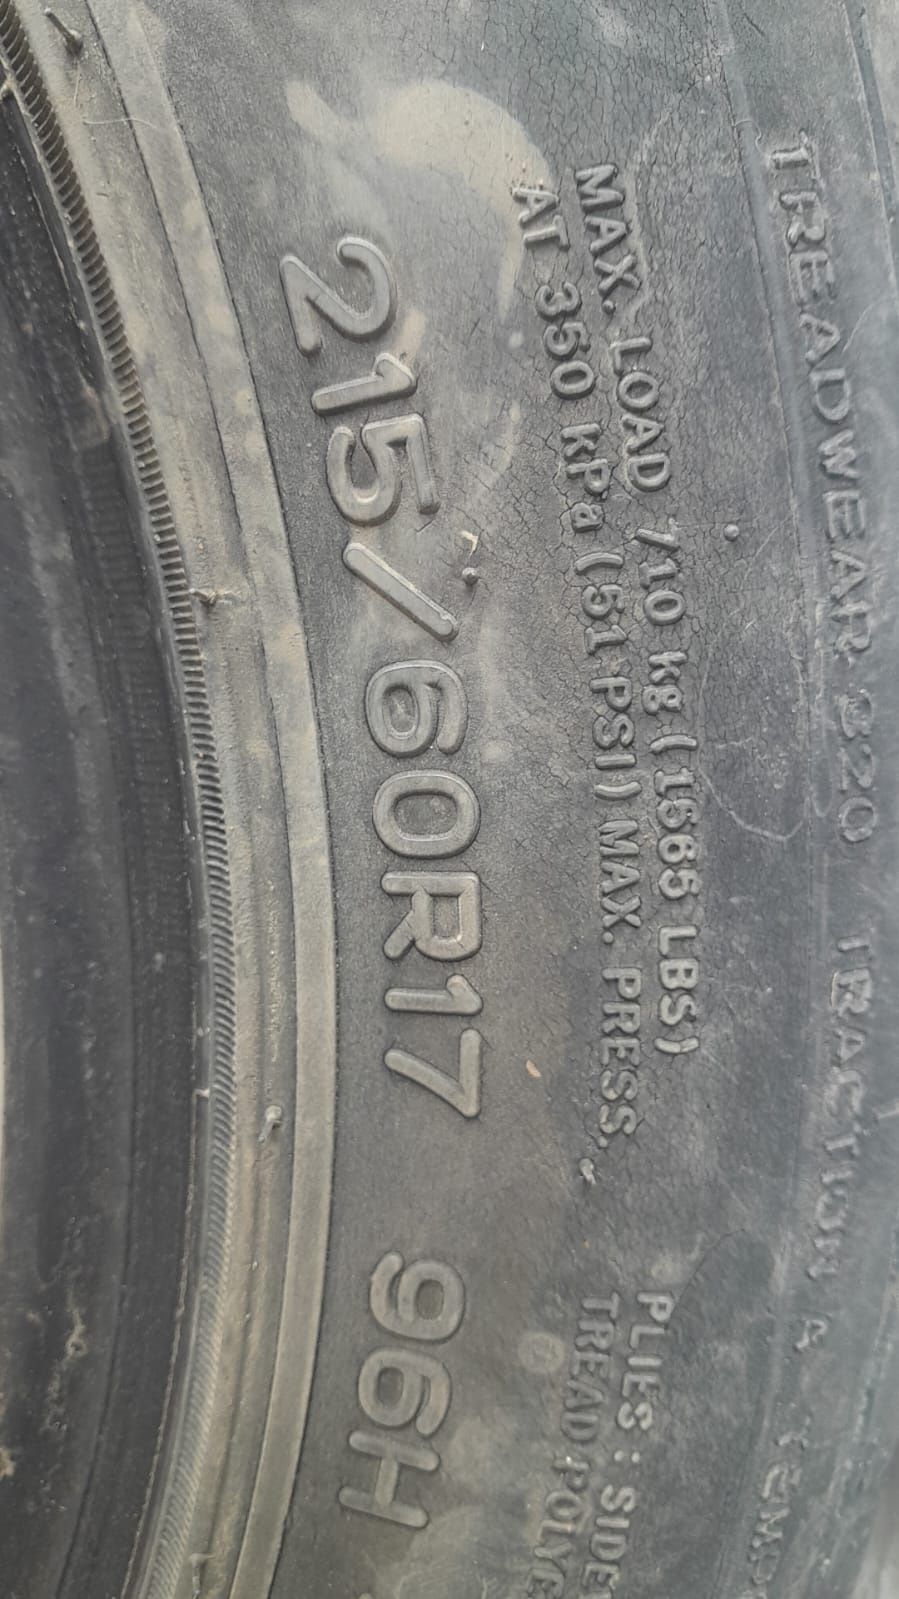 TREADWEAR 320 TRACTION A
MAX. LOAD 710 kg (1565 LBS)
AT 350 kPa (51 PSI) MAX. PRESS.
PLIES : SIDE
TREAD POLYE
215/60R17 96H